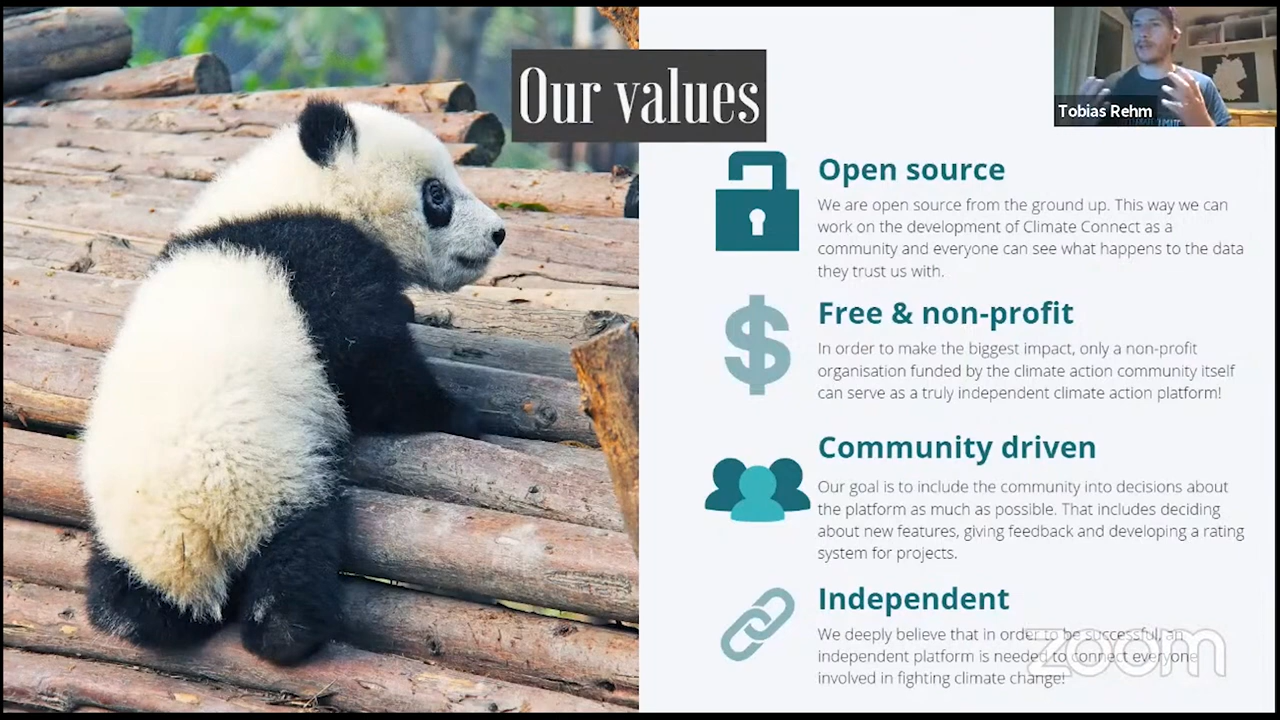 Our values
Tobias Rehm
Open source
We are open source from the ground up. This way we can
work on the development of Climate Connect as a
community and everyone can see what happens to the data
they trust us with.
Free & non-profit
In order to make the biggest impact, only a non-profit
organisation funded by the climate action community itself
can serve as a truly independent climate action platform!
Community driven
Our goal is to include the community into decisions about
the platform as much as possible. That includes deciding
about new features, giving feedback and developing a rating
system for projects.
Independent
We deeply believe that in order to be successful, an
independent platform is needed to connect everyone
involved in fighting climate change!
zoom